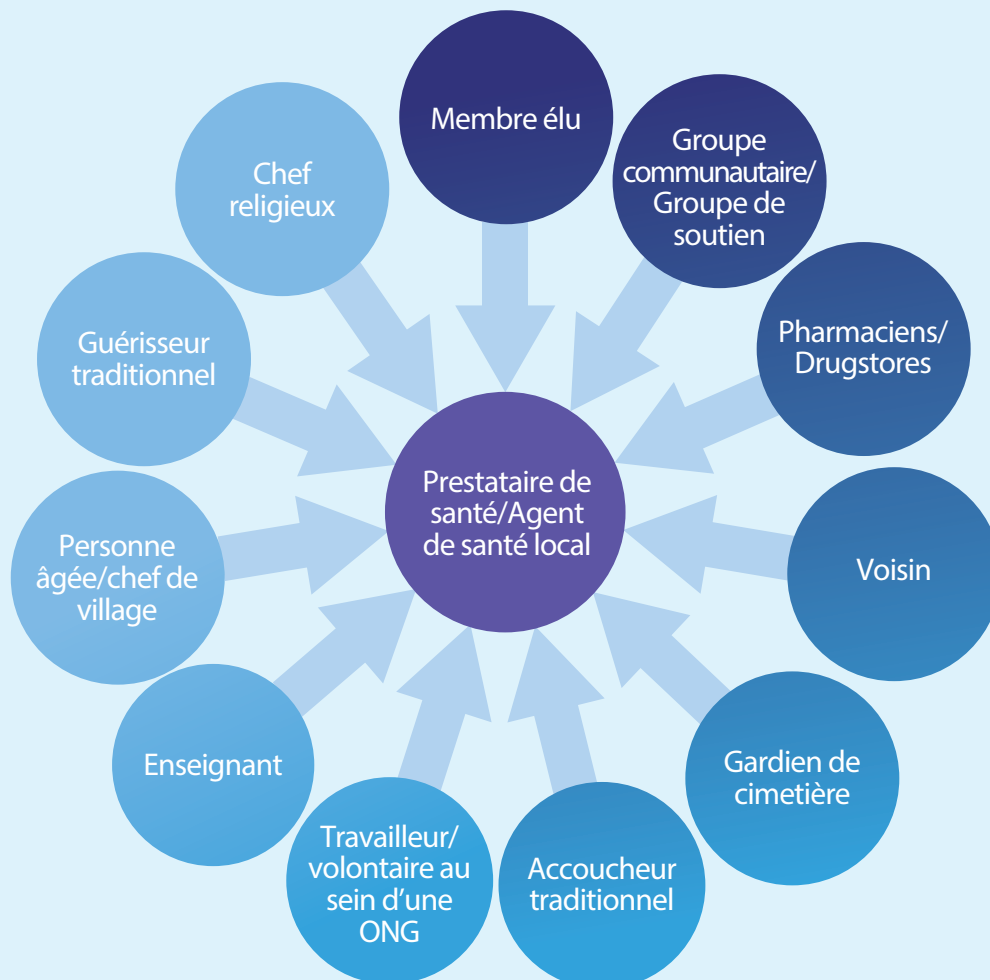 Membre élu
Groupe
communautaire/
Groupe de
soutien
Pharmaciens/
Drugstores
Voisin
Gardien de
cimetière
Accoucheur
traditionnel
Travailleur/
volontaire au
sein d’une
ONG
Enseignant
Personne
âgée/chef de
village
Guérisseur
traditionnel
Chef
religieux
Prestataire de
santé/Agent
de santé local